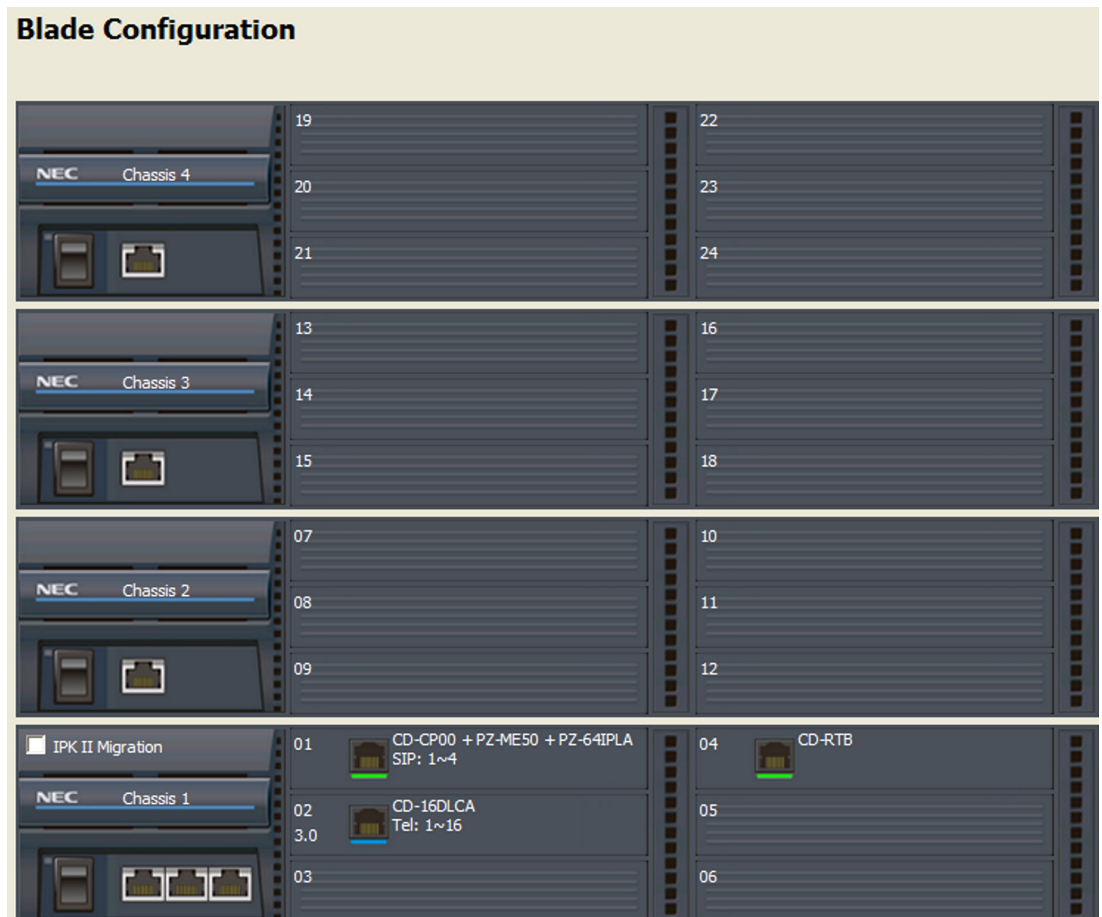 Blade Configuration
19 22
NEC Chassis 4
20 23
21 24
13 16
NEC Chassis 3
14 17
15 18
07 10
NEC Chassis 2
08 11
09 12
IPK II Migration
01 CD-CP00 + PZ-ME50 + PZ-64IPLA
SIP: 1~4
04 CD-RTB
NEC Chassis 1
02 CD-16DLCA
3.0 Tel: 1~16
05
03 06